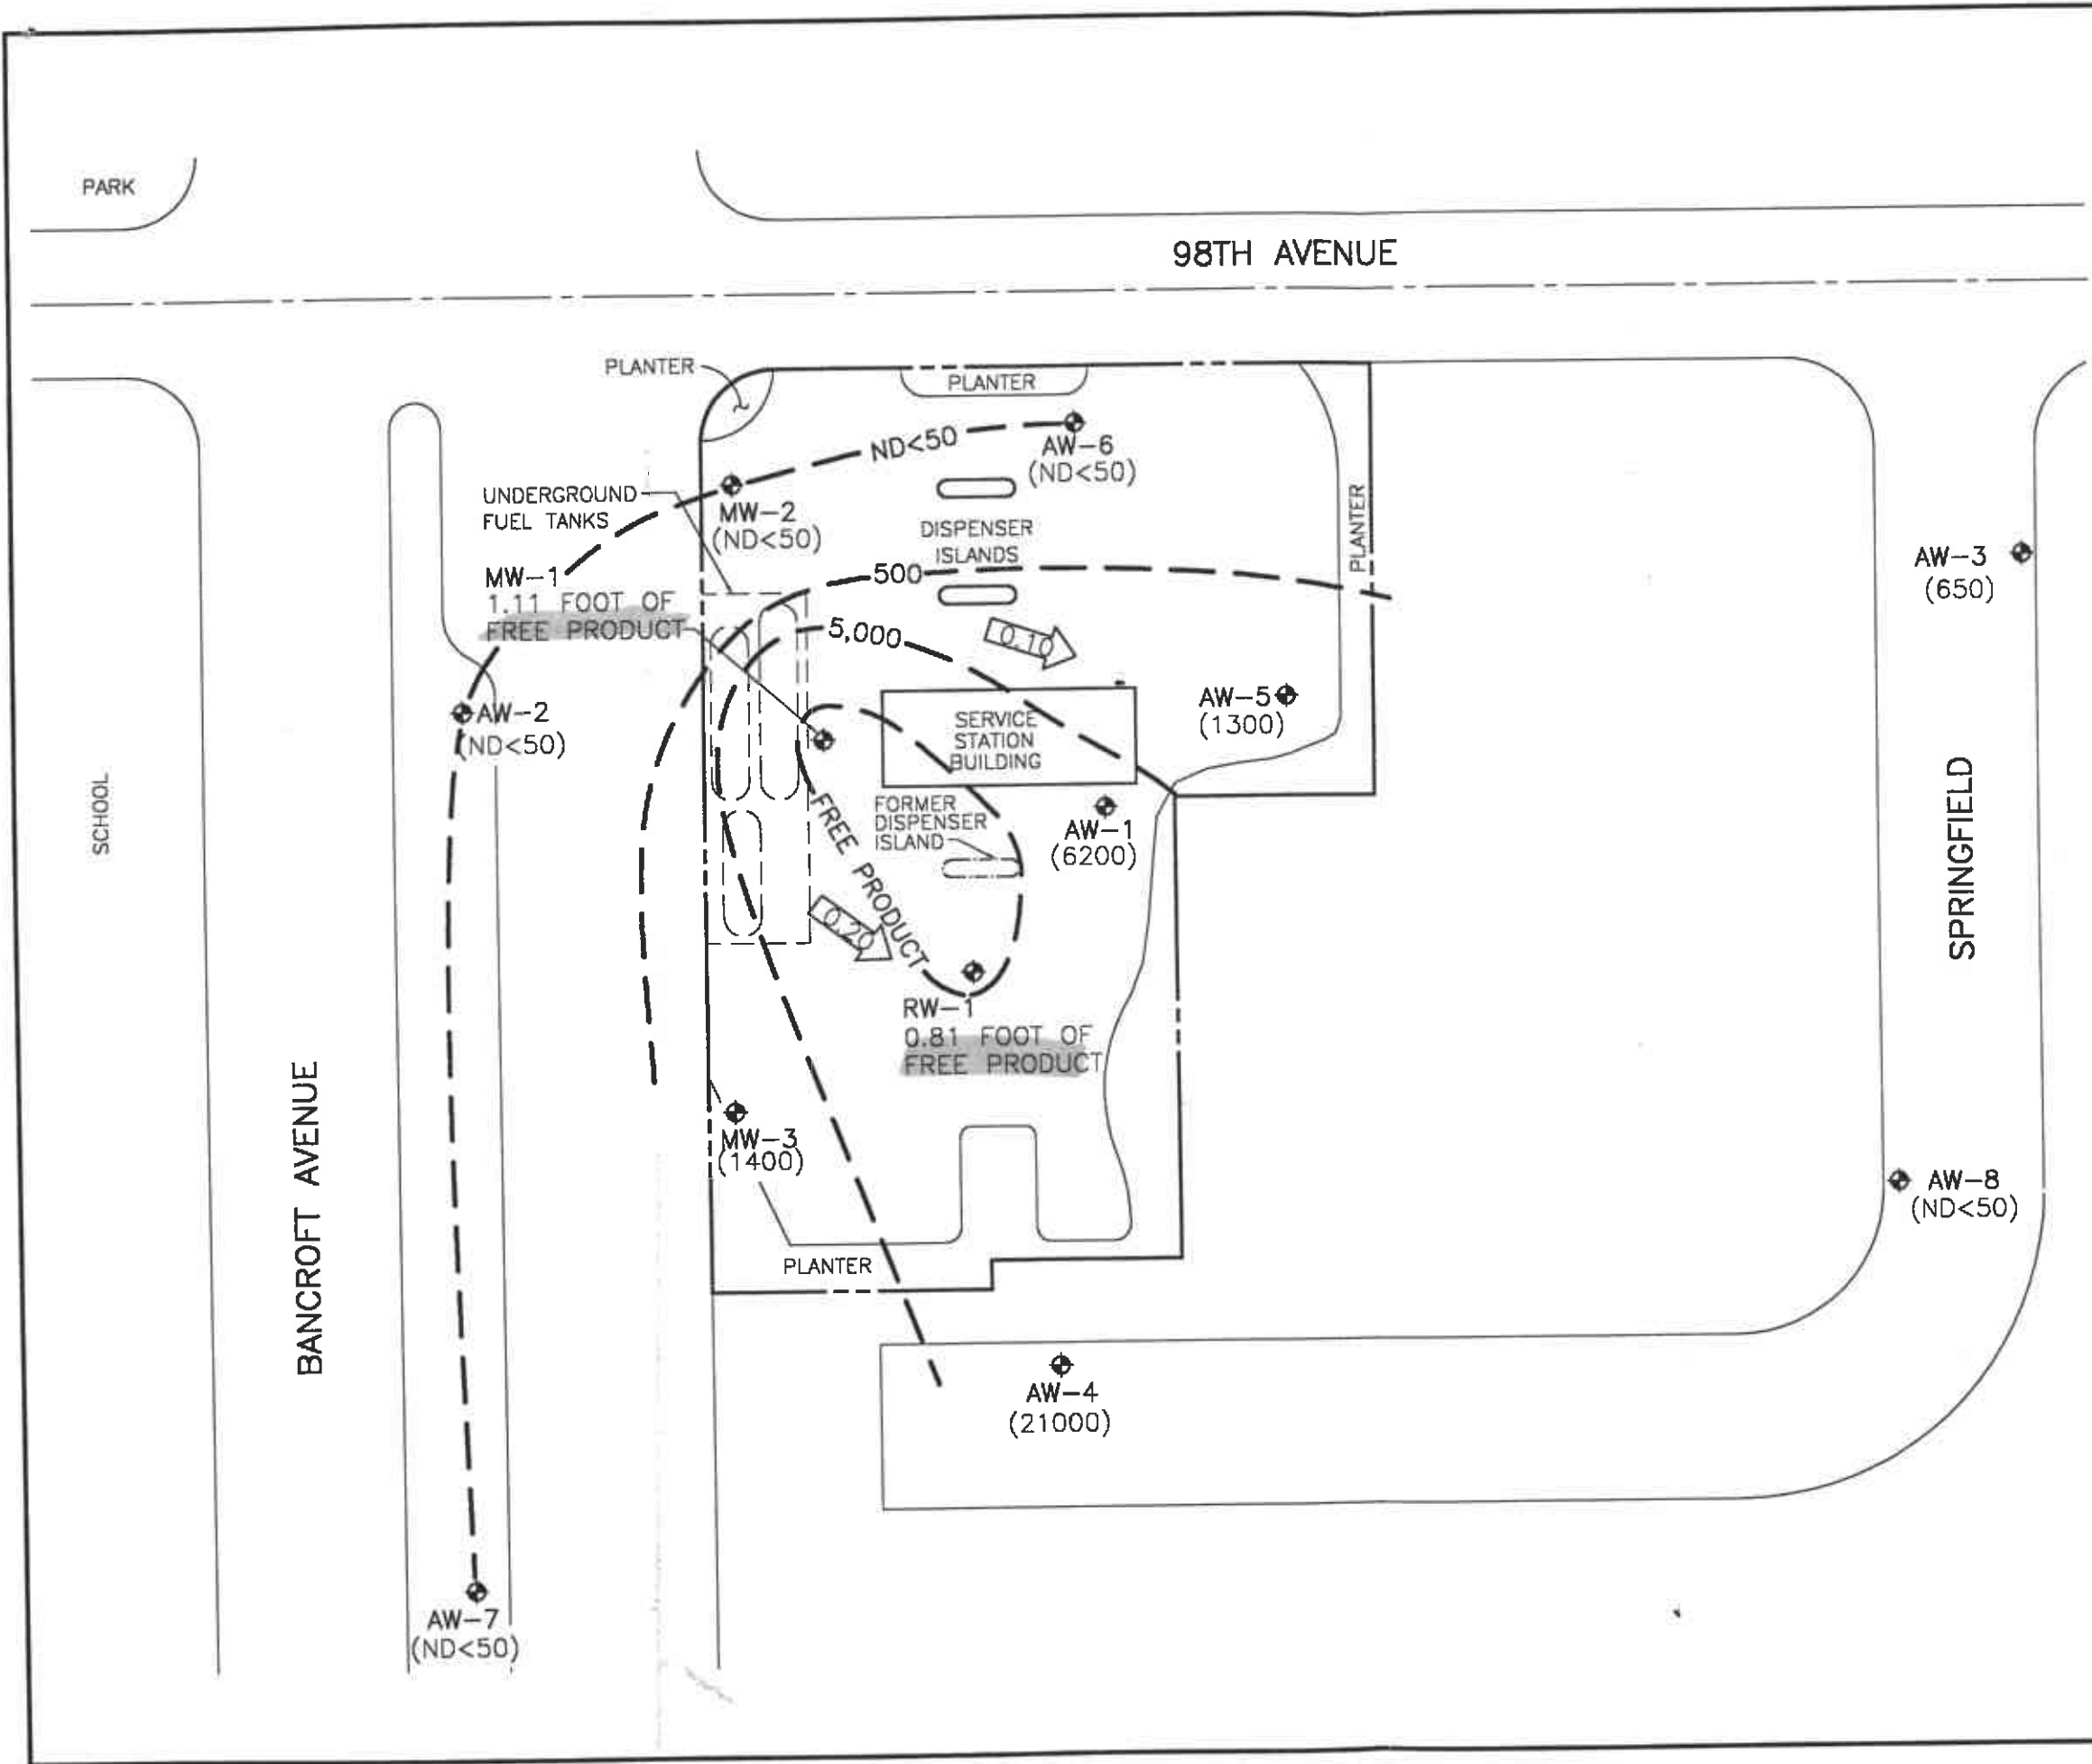 PARK
98TH AVENUE
PLANTER
PLANTER
ND<50
AW-6
(ND<50)
UNDERGROUND
FUEL TANKS
MW-2
(ND<50)
DISPENSER
ISLANDS
PLANTER
AW-3
(650)
MW-1
1.11 FOOT OF
FREE PRODUCT
500
5,000
0.10
AW-2
(ND<50)
SERVICE
STATION
BUILDING
AW-5
(1300)
SCHOOL
FREE PRODUCT
FORMER
DISPENSER
ISLAND
AW-1
(6200)
SPRINGFIELD
0.20
RW-1
0.81 FOOT OF
FREE PRODUCT
BANCROFT AVENUE
MW-3
(1400)
AW-8
(ND<50)
PLANTER
AW-4
(21000)
AW-7
(ND<50)